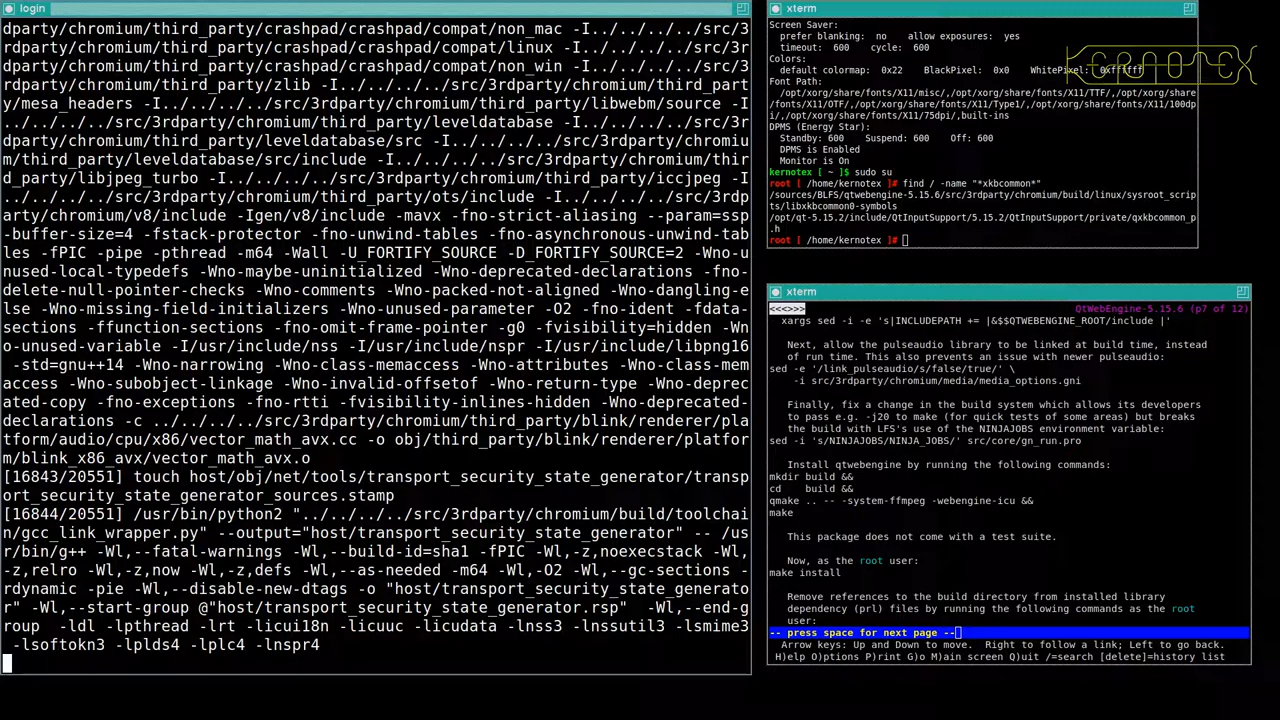 login
dparty/chromium/third_party/crashpad/crashpad/compat/non_mac -I../../../../src/3
rdparty/chromium/third_party/crashpad/crashpad/compat/linux -I../../../../src/3
rdparty/chromium/third_party/crashpad/crashpad/compat/non_win -I../../../../src/
3rdparty/chromium/third_party/zlib -I../../../../src/3rdparty/chromium/third_part
y/mesa_headers -I../../../../src/3rdparty/chromium/third_party/libwebm/source -I
../../../../src/3rdparty/chromium/third_party/leveldatabase -I../../../../src/3r
dparty/chromium/third_party/leveldatabase/src -I../../../../src/3rdparty/chromiu
m/third_party/leveldatabase/src/include -I../../../../src/3rdparty/chromium/thir
d_party/libjpeg_turbo -I../../../../src/3rdparty/chromium/third_party/iccjpeg -I
../../../../src/3rdparty/chromium/third_party/ots/include -I../../../../src/3rdp
arty/chromium/v8/include -Igen/v8/include -mavx -fno-strict-aliasing --param=ssp
-buffer-size=4 -fstack-protector -fno-unwind-tables -fno-asynchronous-unwind-tab
les -fPIC -pipe -pthread -m64 -Wall -U_FORTIFY_SOURCE -D_FORTIFY_SOURCE=2 -Wno-u
nused-local-typedefs -Wno-maybe-uninitialized -Wno-deprecated-declarations -fno-
delete-null-pointer-checks -Wno-comments -Wno-packed-not-aligned -Wno-dangling-e
lse -Wno-missing-field-initializers -Wno-unused-parameter -O2 -fno-ident -fdata-
sections -ffunction-sections -fno-omit-frame-pointer -g0 -fvisibility=hidden -Wn
o-unused-variable -I/usr/include/nss -I/usr/include/nspr -I/usr/include/libpng16
 -std=gnu++14 -Wno-narrowing -Wno-class-memaccess -Wno-attributes -Wno-class-mem
access -Wno-subobject-linkage -Wno-invalid-offsetof -Wno-return-type -Wno-deprec
ated-copy -fno-exceptions -fno-rtti -fvisibility-inlines-hidden -Wno-deprecated-
declarations -c ../../../../src/3rdparty/chromium/third_party/blink/renderer/pla
tform/audio/cpu/x86/vector_math_avx.cc -o obj/third_party/blink/renderer/platfor
m/blink_x86_avx/vector_math_avx.o
[16843/20551] touch host/obj/net/tools/transport_security_state_generator/transp
ort_security_state_generator_sources.stamp
[16844/20551] /usr/bin/python2 "../../../../src/3rdparty/chromium/build/toolchai
n/gcc_link_wrapper.py" --output="host/transport_security_state_generator" -- /us
r/bin/g++ -Wl,--fatal-warnings -Wl,--build-id=sha1 -fPIC -Wl,-z,noexecstack -Wl,
-z,relro -Wl,-z,now -Wl,-z,defs -Wl,--as-needed -m64 -Wl,-O2 -Wl,--gc-sections -
rdynamic -pie -Wl,--disable-new-dtags -o "host/transport_security_state_generato
r" -Wl,--start-group @"host/transport_security_state_generator.rsp"  -Wl,--end-g
roup  -ldl -lpthread -lrt -licui18n -licuuc -licudata -lnss3 -lnssutil3 -lsmime3
 -lsoftokn3 -lplds4 -lplc4 -lnspr4
xterm
Screen Saver:
prefer blanking:  no    allow exposures:  yes
timeout:  600    cycle:  600
Colors:
default colormap: 0x22    BlackPixel: 0x0    WhitePixel: 0xffffff
Font Path:
/opt/xorg/share/fonts/X11/misc/,/opt/xorg/share/fonts/X11/TTF/,/opt/xorg/share
/fonts/X11/OTF/,/opt/xorg/share/fonts/X11/Type1/,/opt/xorg/share/fonts/X11/100dp
i/,/opt/xorg/share/fonts/X11/75dpi/,built-ins
DPMS (Energy Star):
Standby: 600    Suspend: 600    Off: 600
DPMS is Enabled
Monitor is On
kernotex [ ~ ]$ sudo su
root [ /home/kernotex ]# find / -name "*xkbcommon*"
/sources/BLFS/qtwebengine-5.15.6/src/3rdparty/chromium/build/linux/sysroot_scrip
ts/libxkbcommon0-symbols
/opt/qt-5.15.2/include/QtInputSupport/5.15.2/QtInputSupport/private/qxkbcommon_p
.h
root [ /home/kernotex ]#
KERNOTEX
xterm
<<<>>> QtWebEngine-5.15.6 (p7 of 12)
xargs sed -i -e 's|INCLUDEPATH += |&$$QTWEBENGINE_ROOT/include |'
Next, allow the pulseaudio library to be linked at build time, instead
of run time. This also prevents an issue with newer pulseaudio:
sed -e '/link_pulseaudio/s/false/true/' \
-i src/3rdparty/chromium/media/media_options.gni
Finally, fix a change in the build system which allows its developers
to pass e.g. -j20 to make (for quick tests of some areas) but breaks
the build with LFS's use of the NINJAJOBS environment variable:
sed -i 's/NINJAJOBS/NINJA_JOBS/' src/core/gn_run.pro
Install qtwebengine by running the following commands:
mkdir build &&
cd    build &&
qmake .. -- -system-ffmpeg -webengine-icu &&
make
This package does not come with a test suite.
Now, as the root user:
make install
Remove references to the build directory from installed library
dependency (prl) files by running the following commands as the root
user:
-- press space for next page --
Arrow keys: Up and Down to move.  Right to follow a link; Left to go back.
H)elp O)ptions P)rint G)o M)ain screen Q)uit /=search [delete]=history list